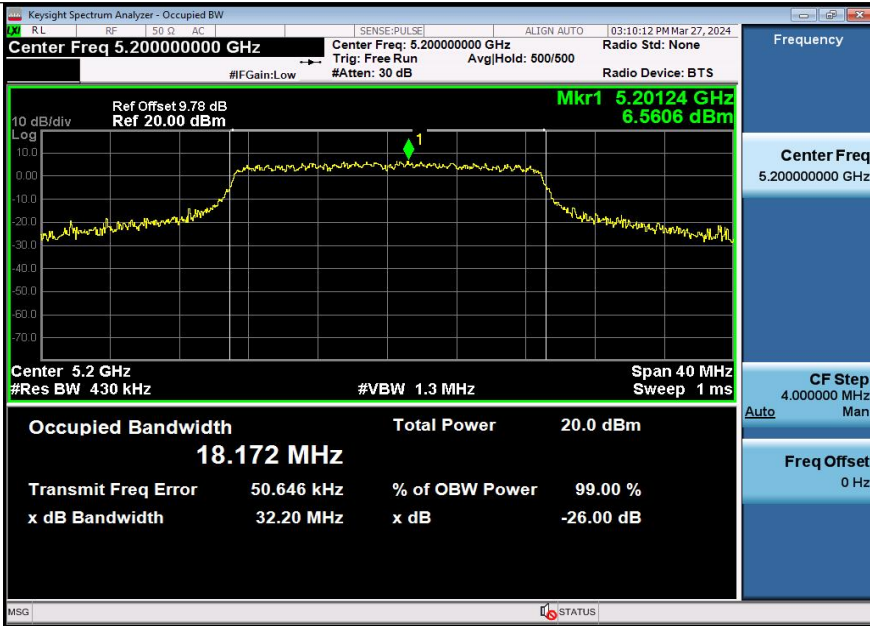 Keysight Spectrum Analyzer - Occupied BW
LXI RL RF 50 Ω AC SENSE:PULSE ALIGN AUTO 03:10:12 PM Mar 27, 2024
Center Freq 5.200000000 GHz Center Freq: 5.200000000 GHz Radio Std: None
Trig: Free Run Avg|Hold: 500/500
#IFGain:Low #Atten: 30 dB Radio Device: BTS
Ref Offset 9.78 dB Mkr1 5.20124 GHz
10 dB/div Ref 20.00 dBm 6.5606 dBm
Log
1
10.0
0.00
-10.0
-20.0
-30.0
-40.0
-50.0
-60.0
-70.0
Center 5.2 GHz Span 40 MHz
#Res BW 430 kHz #VBW 1.3 MHz Sweep 1 ms
Occupied Bandwidth Total Power 20.0 dBm
18.172 MHz
Transmit Freq Error 50.646 kHz % of OBW Power 99.00 %
x dB Bandwidth 32.20 MHz x dB -26.00 dB
MSG STATUS
Frequency
Center Freq
5.200000000 GHz
CF Step
4.000000 MHz
Auto Man
Freq Offset
0 Hz